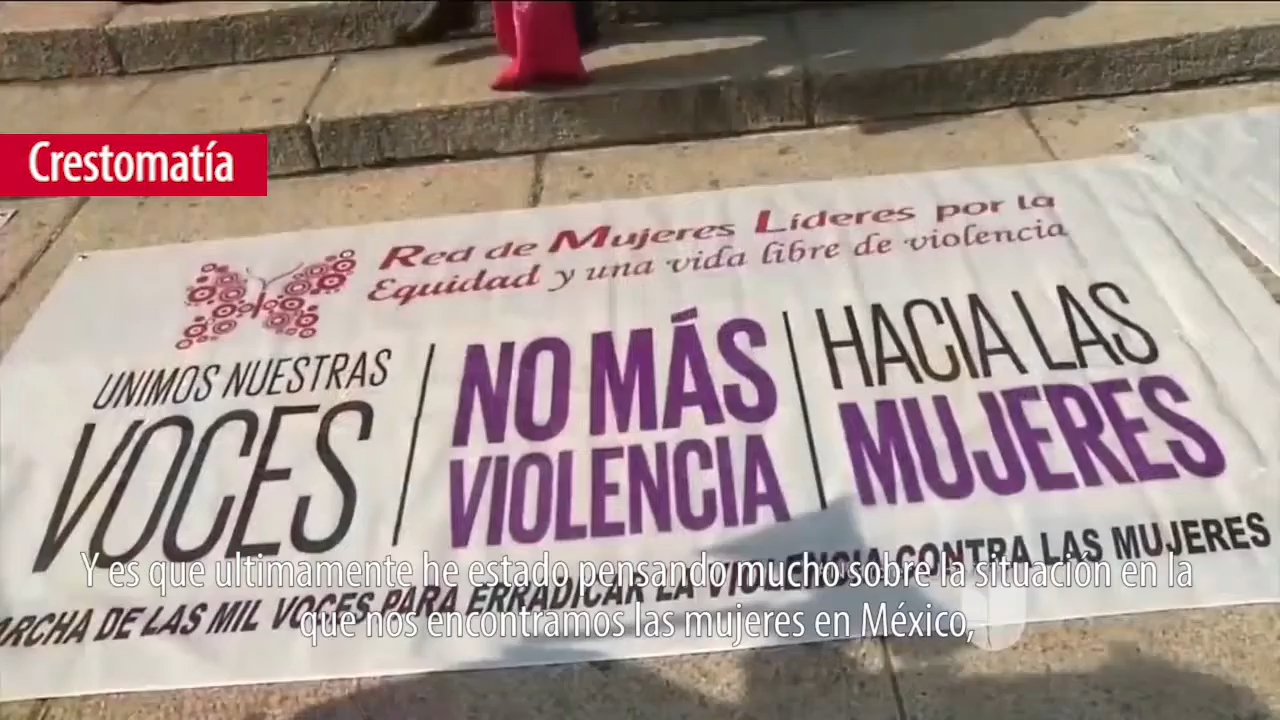 Crestomatía
Red de Mujeres Líderes por la
Equidad y una vida libre de violencia
UNIMOS NUESTRAS
VOCES
NO MÁS
VIOLENCIA
HACIA LAS
MUJERES
DE LAS MIL VOCES PARA ERRADICAR LA VIOLENCIA CONTRA LAS MUJERES
Y es que ultimamente he estado pensando mucho sobre la situación en la
que nos encontramos las mujeres en México,